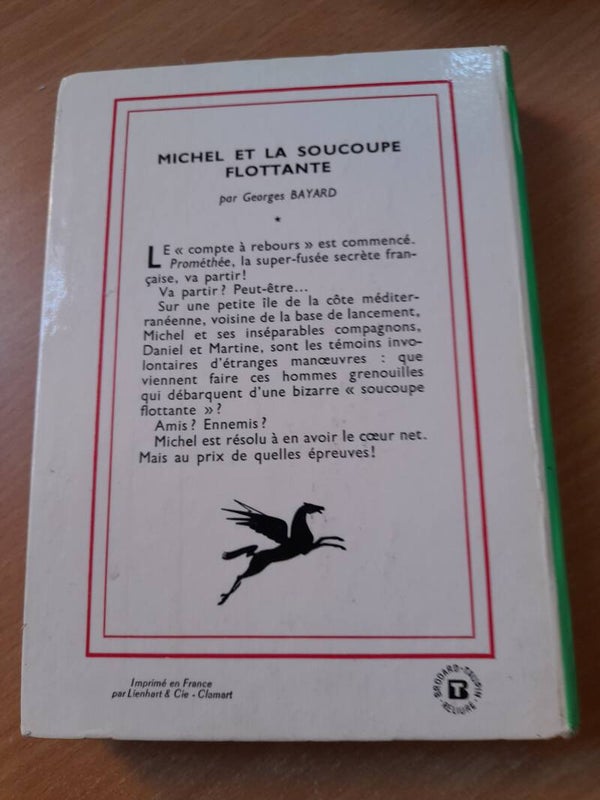 MICHEL ET LA SOUCOUPE
FLOTTANTE
par Georges BAYARD
★
LE « compte à rebours » est commencé.
Prométhée, la super-fusée secrète fran-
çaise, va partir!
Va partir? Peut-être...
Sur une petite île de la côte méditer-
ranéenne, voisine de la base de lancement,
Michel et ses inséparables compagnons,
Daniel et Martine, sont les témoins invo-
lontaires d'étranges manœuvres : que
viennent faire ces hommes grenouilles
qui débarquent d'une bizarre « soucoupe
flottante »?
Amis? Ennemis?
Michel est résolu à en avoir le cœur net.
Mais au prix de quelles épreuves!
Imprimé en France
par Lienhart & Cie - Clamart
BRODARD-TAUPIN
RELIURE